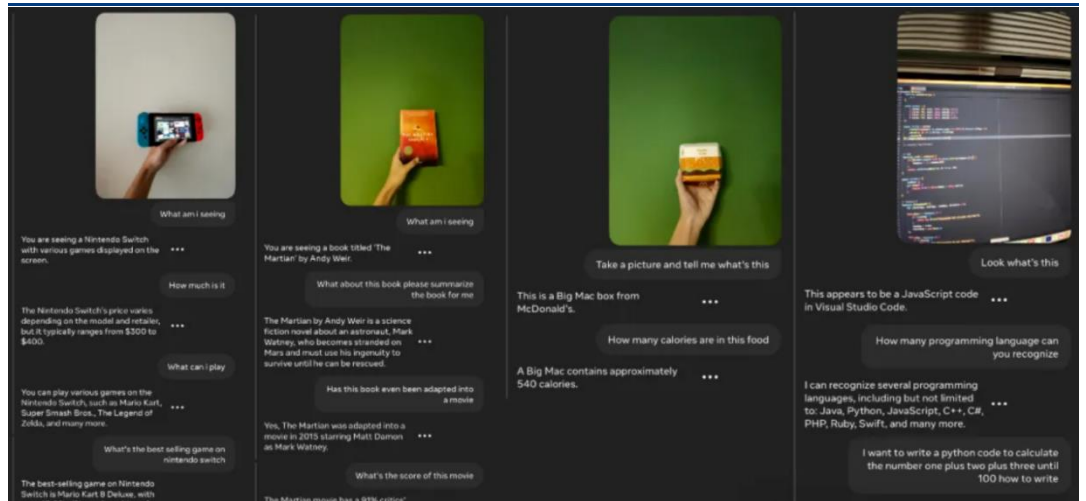 What am i seeing
You are seeing a Nintendo Switch
with various games displayed on the
screen.
How much is it
The Nintendo Switch's price varies
depending on the model and retailer,
but it typically ranges from $300 to
$400.
What can i play
You can play various games on the
Nintendo Switch, such as Mario Kart,
Super Smash Bros., The Legend of
Zelda, and many more.
What's the best selling game on
nintendo switch
The best-selling game on Nintendo
Switch is Mario Kart 8 Deluxe, with
What am i seeing
You are seeing a book titled 'The
Martian' by Andy Weir.
What about this book please summarize
the book for me
The Martian by Andy Weir is a science
fiction novel about an astronaut, Mark
Watney, who becomes stranded on
Mars and must use his ingenuity to
survive until he can be rescued.
Has this book even been adapted into
a movie
Yes, The Martian was adapted into a
movie in 2015 starring Matt Damon
as Mark Watney.
What's the score of this movie
The Martian movie has a 91% critics'
Take a picture and tell me what's this
This is a Big Mac box from
McDonald's.
How many calories are in this food
A Big Mac contains approximately
540 calories.
Look what's this
This appears to be a JavaScript code
in Visual Studio Code.
How many programming language can
you recognize
I can recognize several programming
languages, including but not limited
to: Java, Python, JavaScript, C++, C#,
PHP, Ruby, Swift, and many more.
I want to write a python code to calculate
the number one plus two plus three until
100 how to write